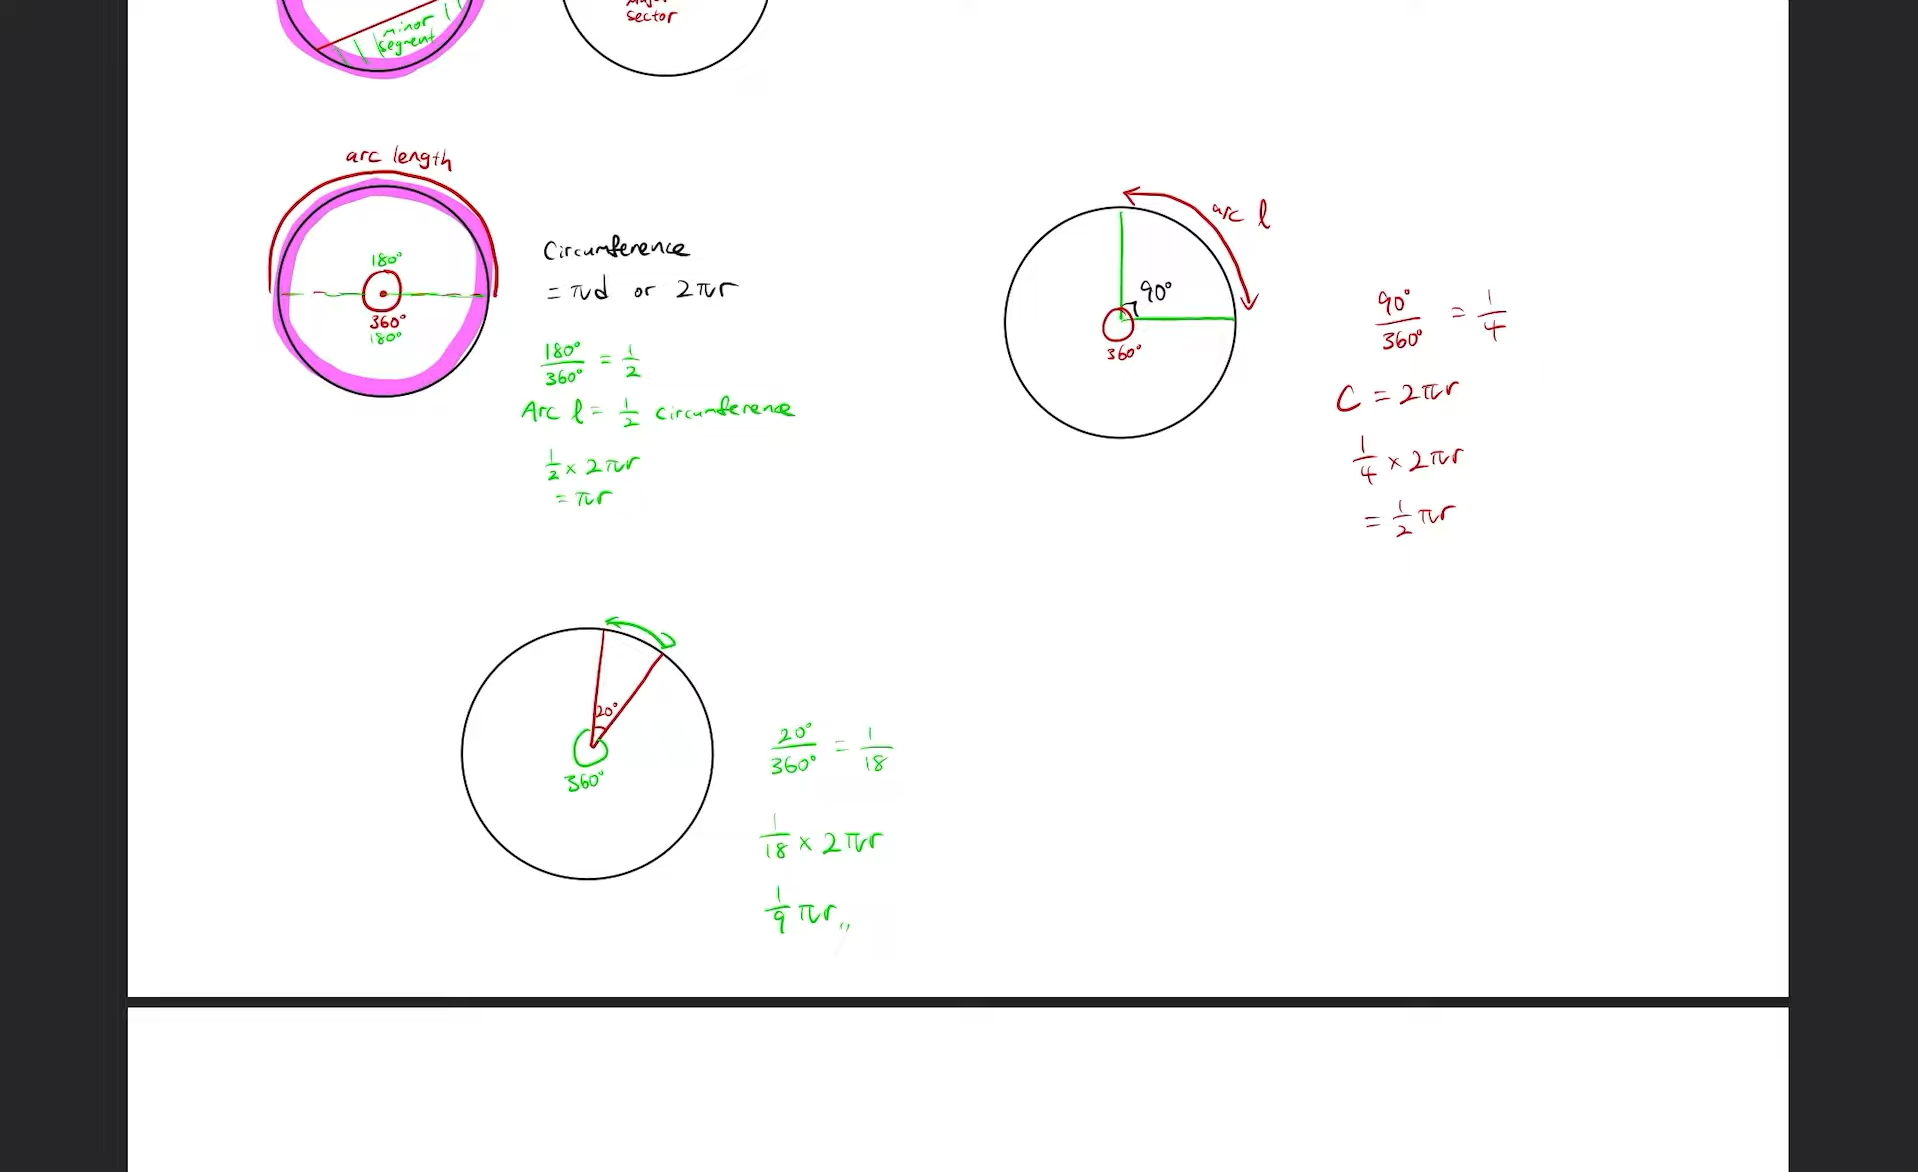 minor
segment
sector
arc length
180°
360°
180°
Circumference
= πd or 2πr
180°/360° = 1/2
Arc l = 1/2 circumference
1/2 × 2πr
= πr
arc l
90°
360°
90°/360° = 1/4
C = 2πr
1/4 × 2πr
= 1/2 πr
20°
360°
20°/360° = 1/18
1/18 × 2πr
1/9 πr,,